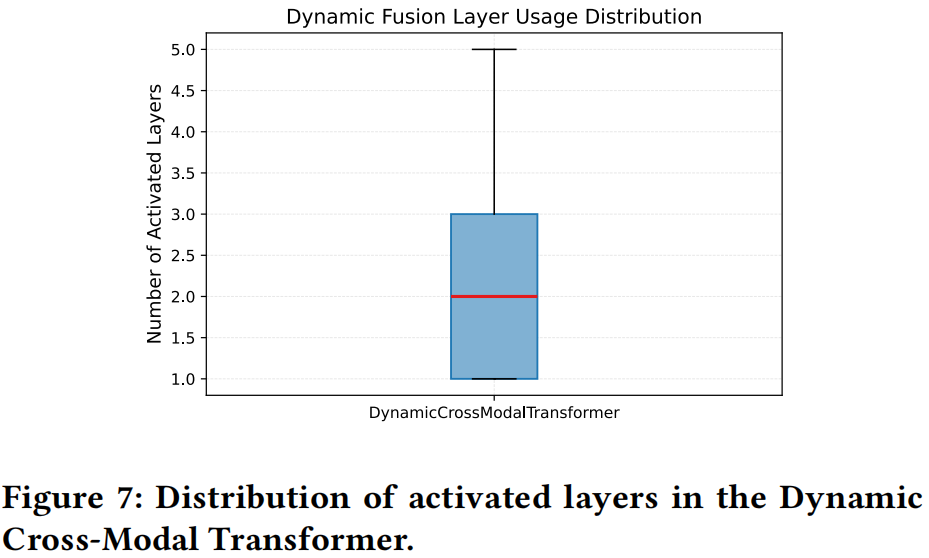 Dynamic Fusion Layer Usage Distribution
Number of Activated Layers
5.0
4.5
4.0
3.5
3.0
2.5
2.0
1.5
1.0
DynamicCrossModalTransformer
Figure 7: Distribution of activated layers in the Dynamic
Cross-Modal Transformer.